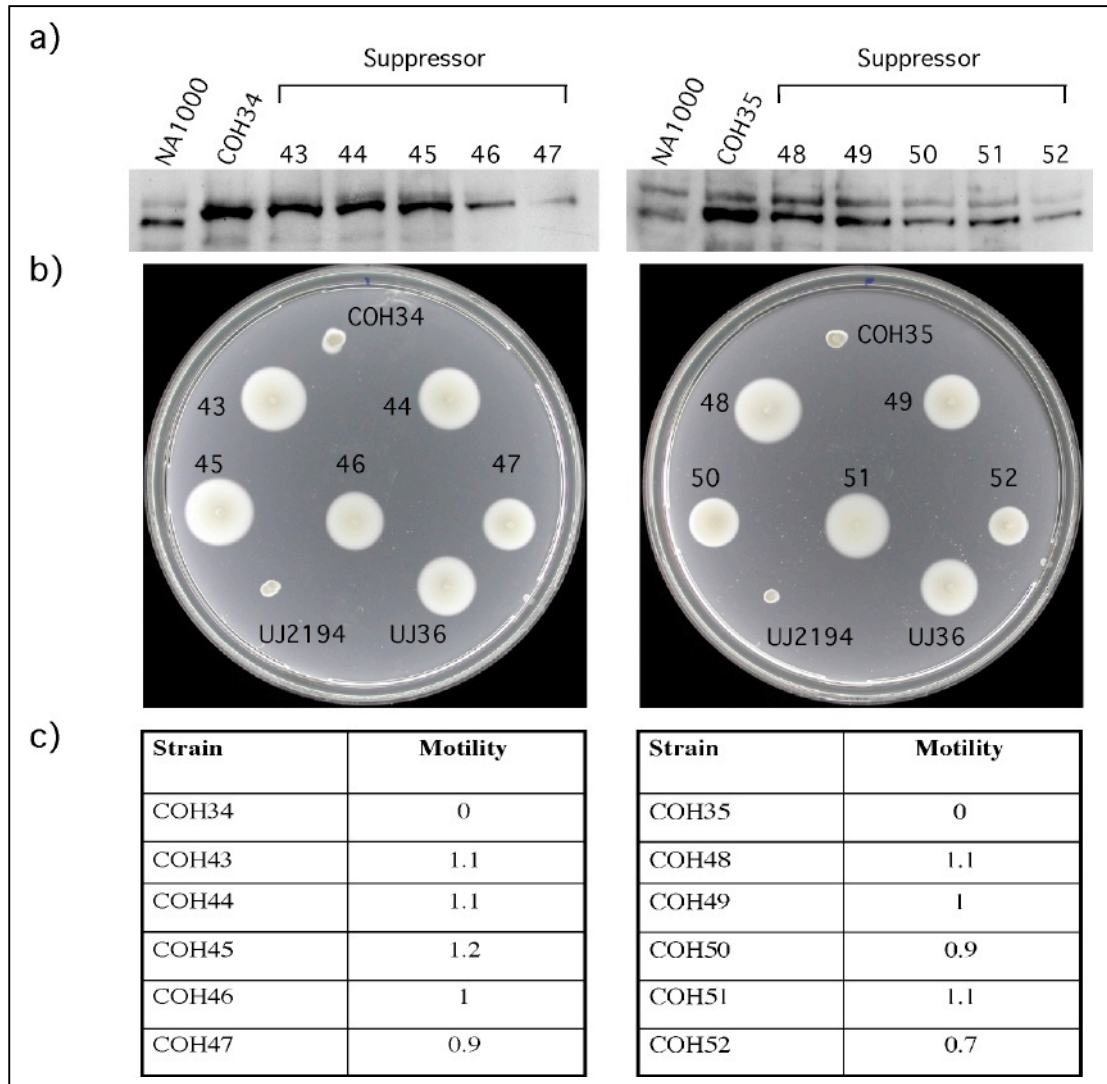 a)
Suppressor
NA1000 COH34 43 44 45 46 47
Suppressor
NA1000 COH35 48 49 50 51 52
b)
COH34
43 44
45 46 47
UJ2194 UJ36
COH35
48 49
50 51 52
UJ2194 UJ36
c)
Strain Motility
COH34 0
COH43 1.1
COH44 1.1
COH45 1.2
COH46 1
COH47 0.9
Strain Motility
COH35 0
COH48 1.1
COH49 1
COH50 0.9
COH51 1.1
COH52 0.7